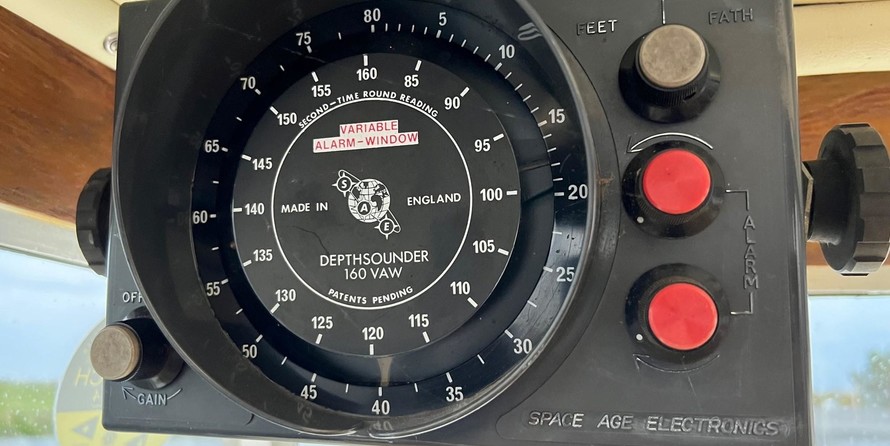 FEET
FATH
80
5
10
15
20
25
30
35
40
45
50
55
60
65
70
75
160
85
90
95
100
105
110
115
120
125
130
135
140
145
150
155
SECOND-TIME ROUND READING
VARIABLE
ALARM-WINDOW
S
A
E
MADE IN
ENGLAND
DEPTHSOUNDER
160 VAW
PATENTS PENDING
ALARM
OFF
GAIN
SPACE AGE ELECTRONICS